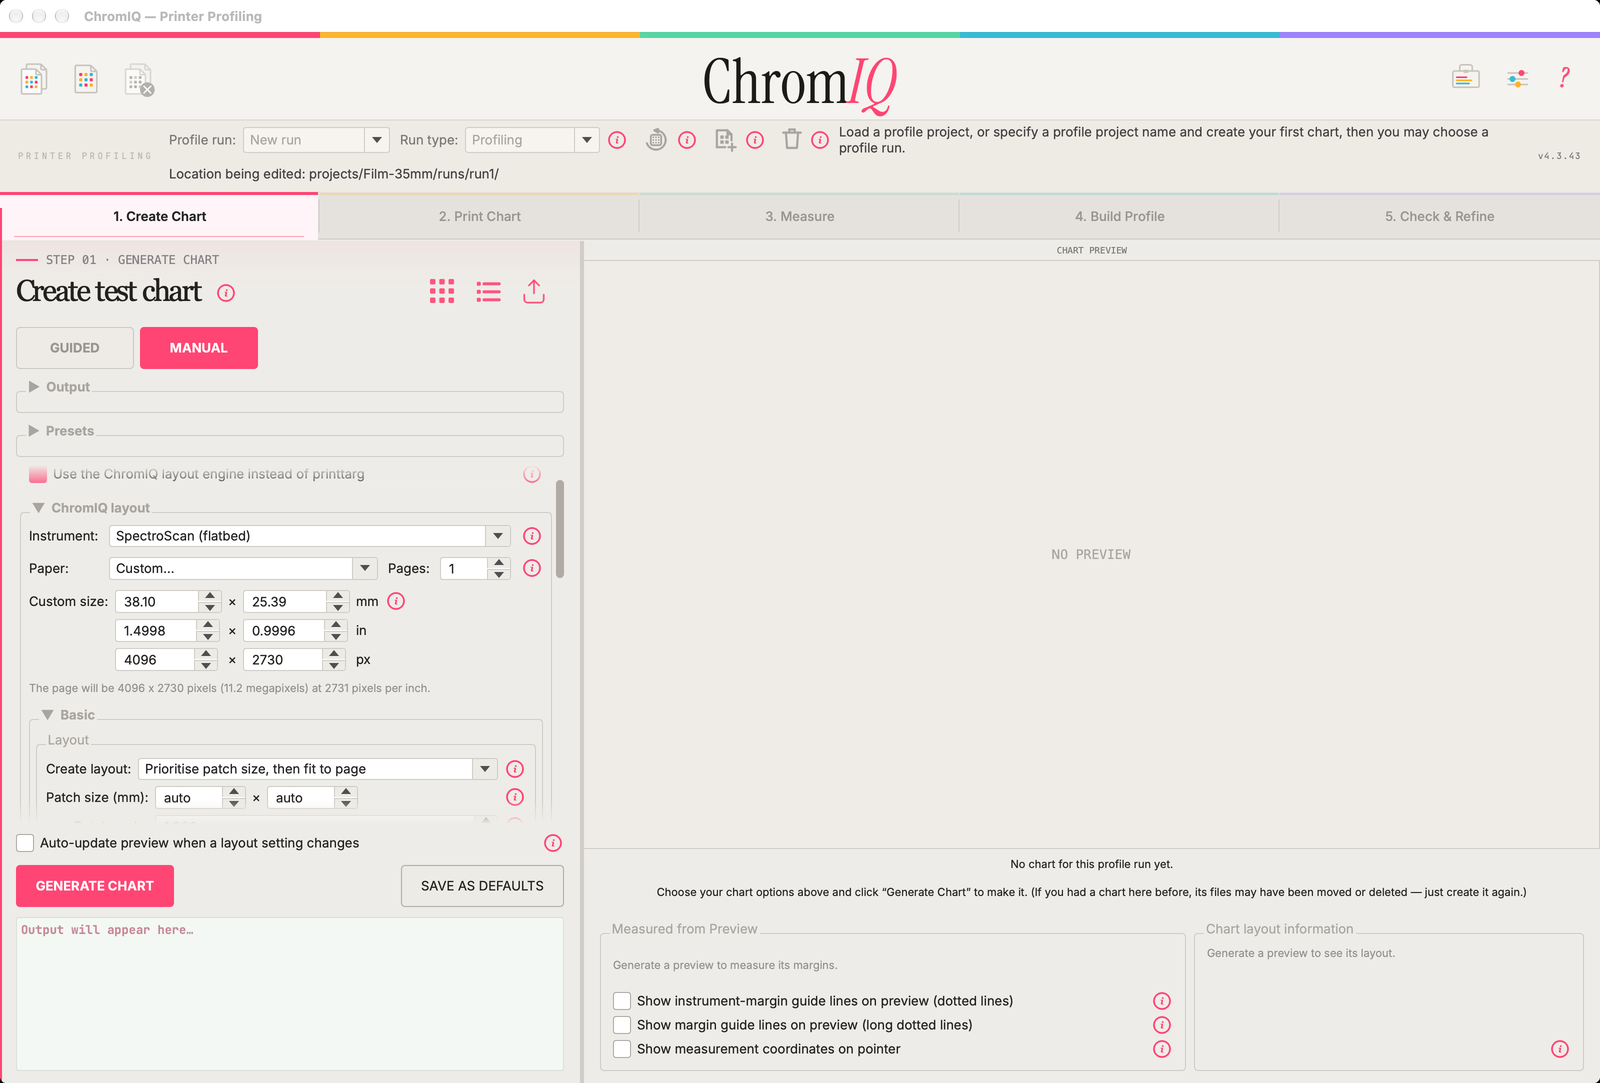 ChromIQ — Printer Profiling
ChromIQ
?
PRINTER PROFILING
Profile run: New run Run type: Profiling
Load a profile project, or specify a profile project name and create your first chart, then you may choose a
profile run.
v4.3.43
Location being edited: projects/Film-35mm/runs/run1/
1. Create Chart
2. Print Chart
3. Measure
4. Build Profile
5. Check & Refine
STEP 01 · GENERATE CHART
Create test chart
GUIDED
MANUAL
Output
Presets
Use the ChromIQ layout engine instead of printtarg
ChromIQ layout
Instrument: SpectroScan (flatbed)
Paper: Custom... Pages: 1
Custom size: 38.10 × 25.39 mm
1.4998 × 0.9996 in
4096 × 2730 px
The page will be 4096 x 2730 pixels (11.2 megapixels) at 2731 pixels per inch.
Basic
Layout
Create layout: Prioritise patch size, then fit to page
Patch size (mm): auto × auto
Auto-update preview when a layout setting changes
GENERATE CHART
SAVE AS DEFAULTS
Output will appear here…
CHART PREVIEW
NO PREVIEW
No chart for this profile run yet.
Choose your chart options above and click “Generate Chart” to make it. (If you had a chart here before, its files may have been moved or deleted — just create it again.)
Measured from Preview
Generate a preview to measure its margins.
Show instrument-margin guide lines on preview (dotted lines)
Show margin guide lines on preview (long dotted lines)
Show measurement coordinates on pointer
Chart layout information
Generate a preview to see its layout.